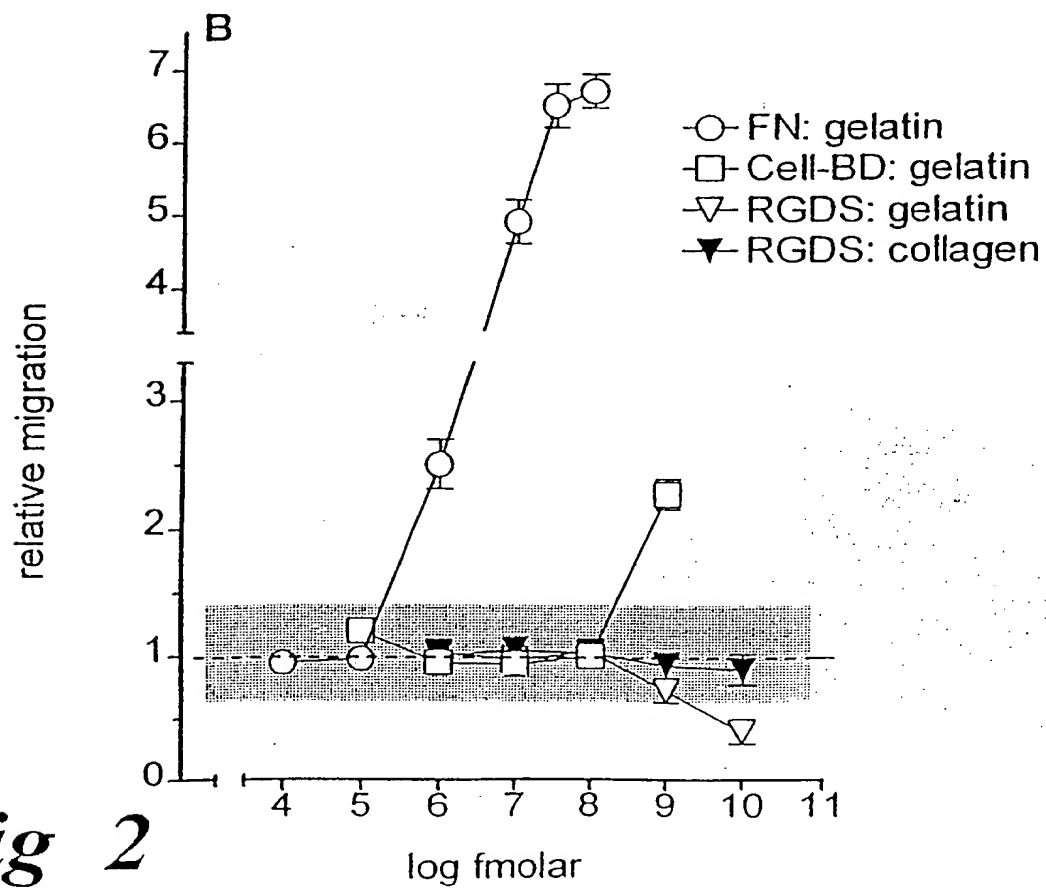 B
7
6
5
4
3
2
1
0
relative migration
FN: gelatin
Cell-BD: gelatin
RGDS: gelatin
RGDS: collagen
4 5 6 7 8 9 10 11
log fmolar
ig 2